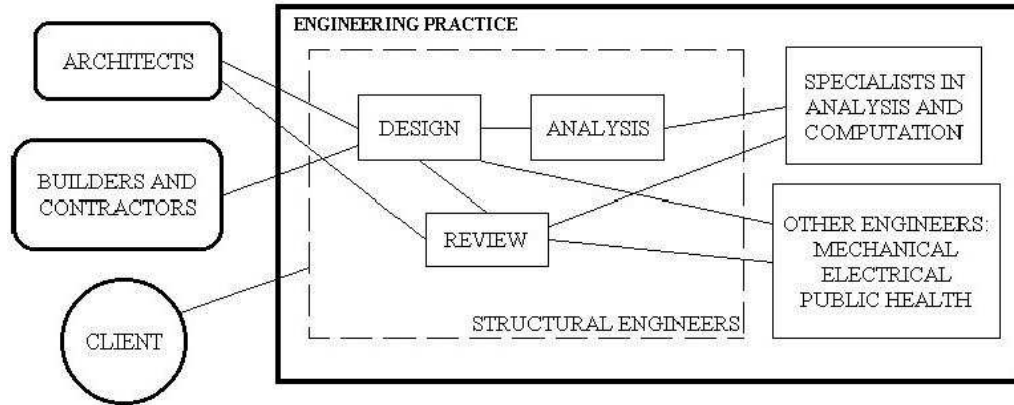 ENGINEERING PRACTICE
ARCHITECTS
BUILDERS AND
CONTRACTORS
CLIENT
DESIGN
ANALYSIS
REVIEW
STRUCTURAL ENGINEERS
SPECIALISTS IN
ANALYSIS AND
COMPUTATION
OTHER ENGINEERS:
MECHANICAL
ELECTRICAL
PUBLIC HEALTH